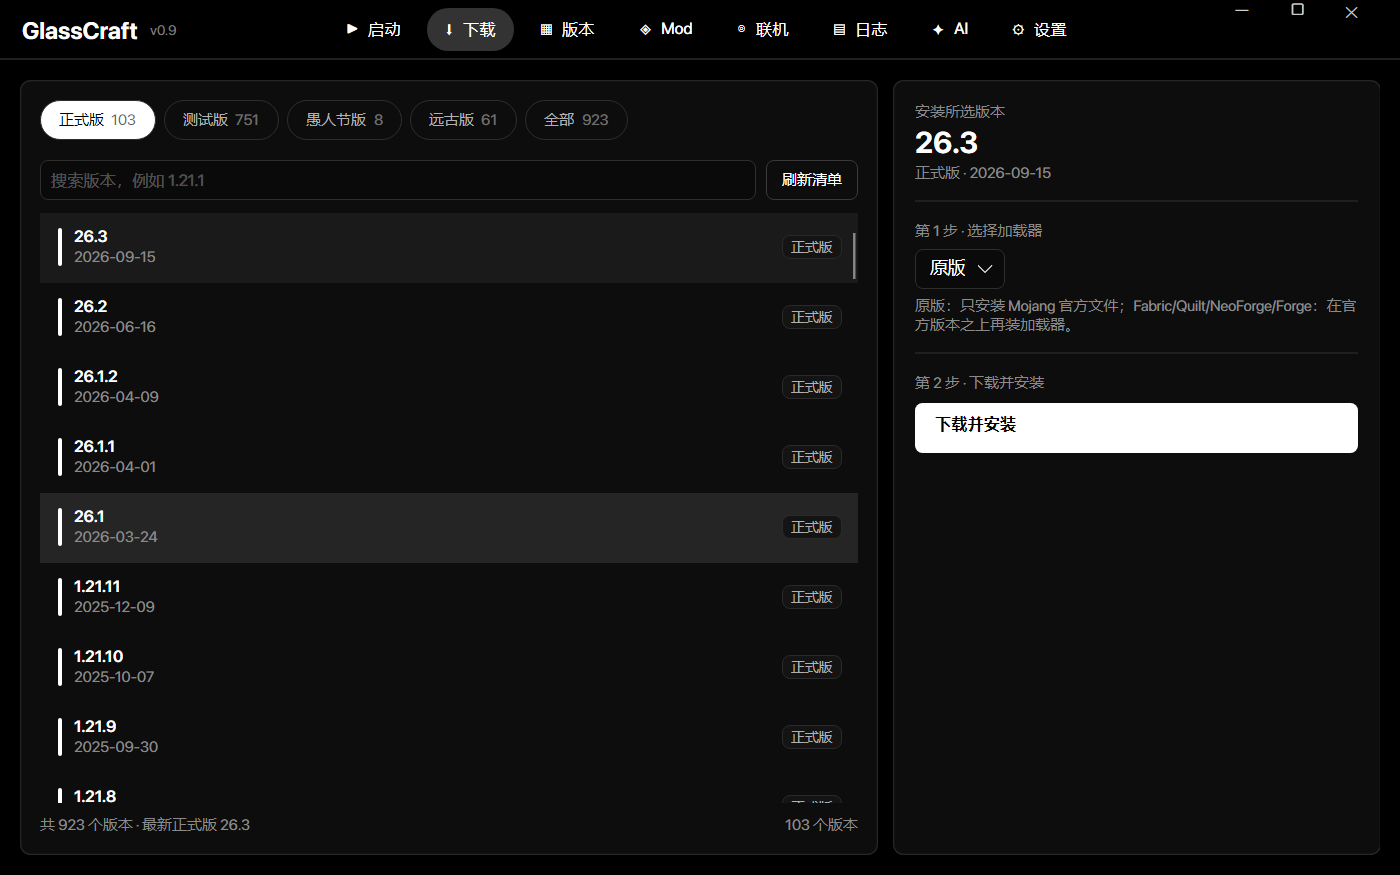 GlassCraft v0.9
启动
下载
版本
Mod
联机
日志
AI
设置
正式版 103
测试版 751
愚人节版 8
远古版 61
全部 923
搜索版本，例如 1.21.1
刷新清单
26.3
2026-09-15
正式版
26.2
2026-06-16
正式版
26.1.2
2026-04-09
正式版
26.1.1
2026-04-01
正式版
26.1
2026-03-24
正式版
1.21.11
2025-12-09
正式版
1.21.10
2025-10-07
正式版
1.21.9
2025-09-30
正式版
1.21.8
共 923 个版本 · 最新正式版 26.3
103 个版本
安装所选版本
26.3
正式版 · 2026-09-15
第 1 步 · 选择加载器
原版
原版：只安装 Mojang 官方文件；Fabric/Quilt/NeoForge/Forge：在官
方版本之上再装加载器。
第 2 步 · 下载并安装
下载并安装